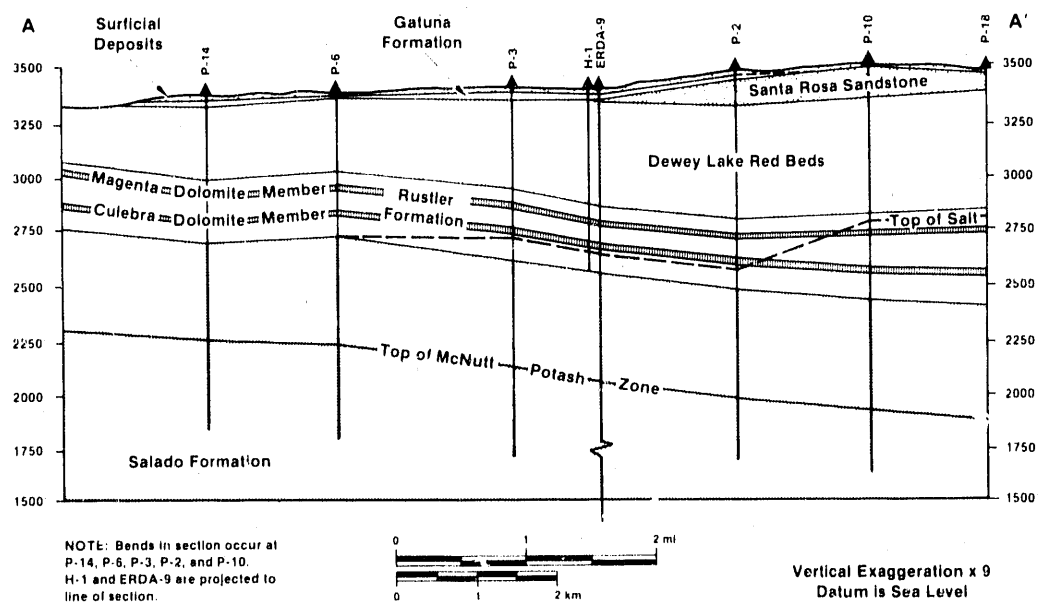 A
Surficial
Deposits
Gatuna
Formation
A'
P-14
P-6
P-3
H-1
ERDA-9
P-2
P-10
P-18
3500
3250
3000
2750
2500
2250
2000
1750
1500
3500
3250
3000
2750
2500
2250
2000
1750
1500
Santa Rosa Sandstone
Dewey Lake Red Beds
Magenta Dolomite Member
Rustler
Culebra Dolomite Member
Formation
Top of Salt
Top of McNutt Potash Zone
Salado Formation
NOTE: Bends in section occur at
P-14, P-6, P-3, P-2, and P-10.
H-1 and ERDA-9 are projected to
line of section.
0 1 2 mi
0 1 2 km
Vertical Exaggeration x 9
Datum is Sea Level